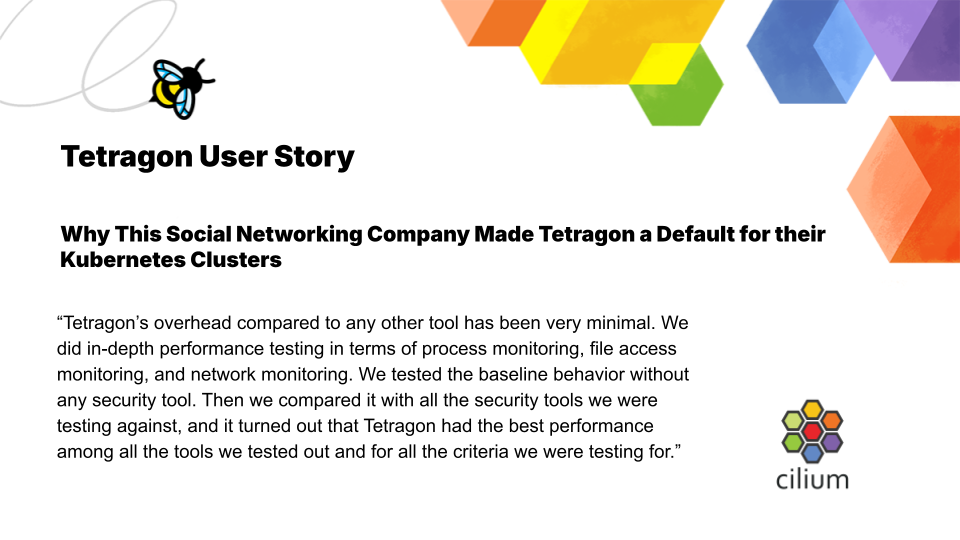 Tetragon User Story
Why This Social Networking Company Made Tetragon a Default for their
Kubernetes Clusters
“Tetragon’s overhead compared to any other tool has been very minimal. We
did in-depth performance testing in terms of process monitoring, file access
monitoring, and network monitoring. We tested the baseline behavior without
any security tool. Then we compared it with all the security tools we were
testing against, and it turned out that Tetragon had the best performance
among all the tools we tested out and for all the criteria we were testing for.”
cilium